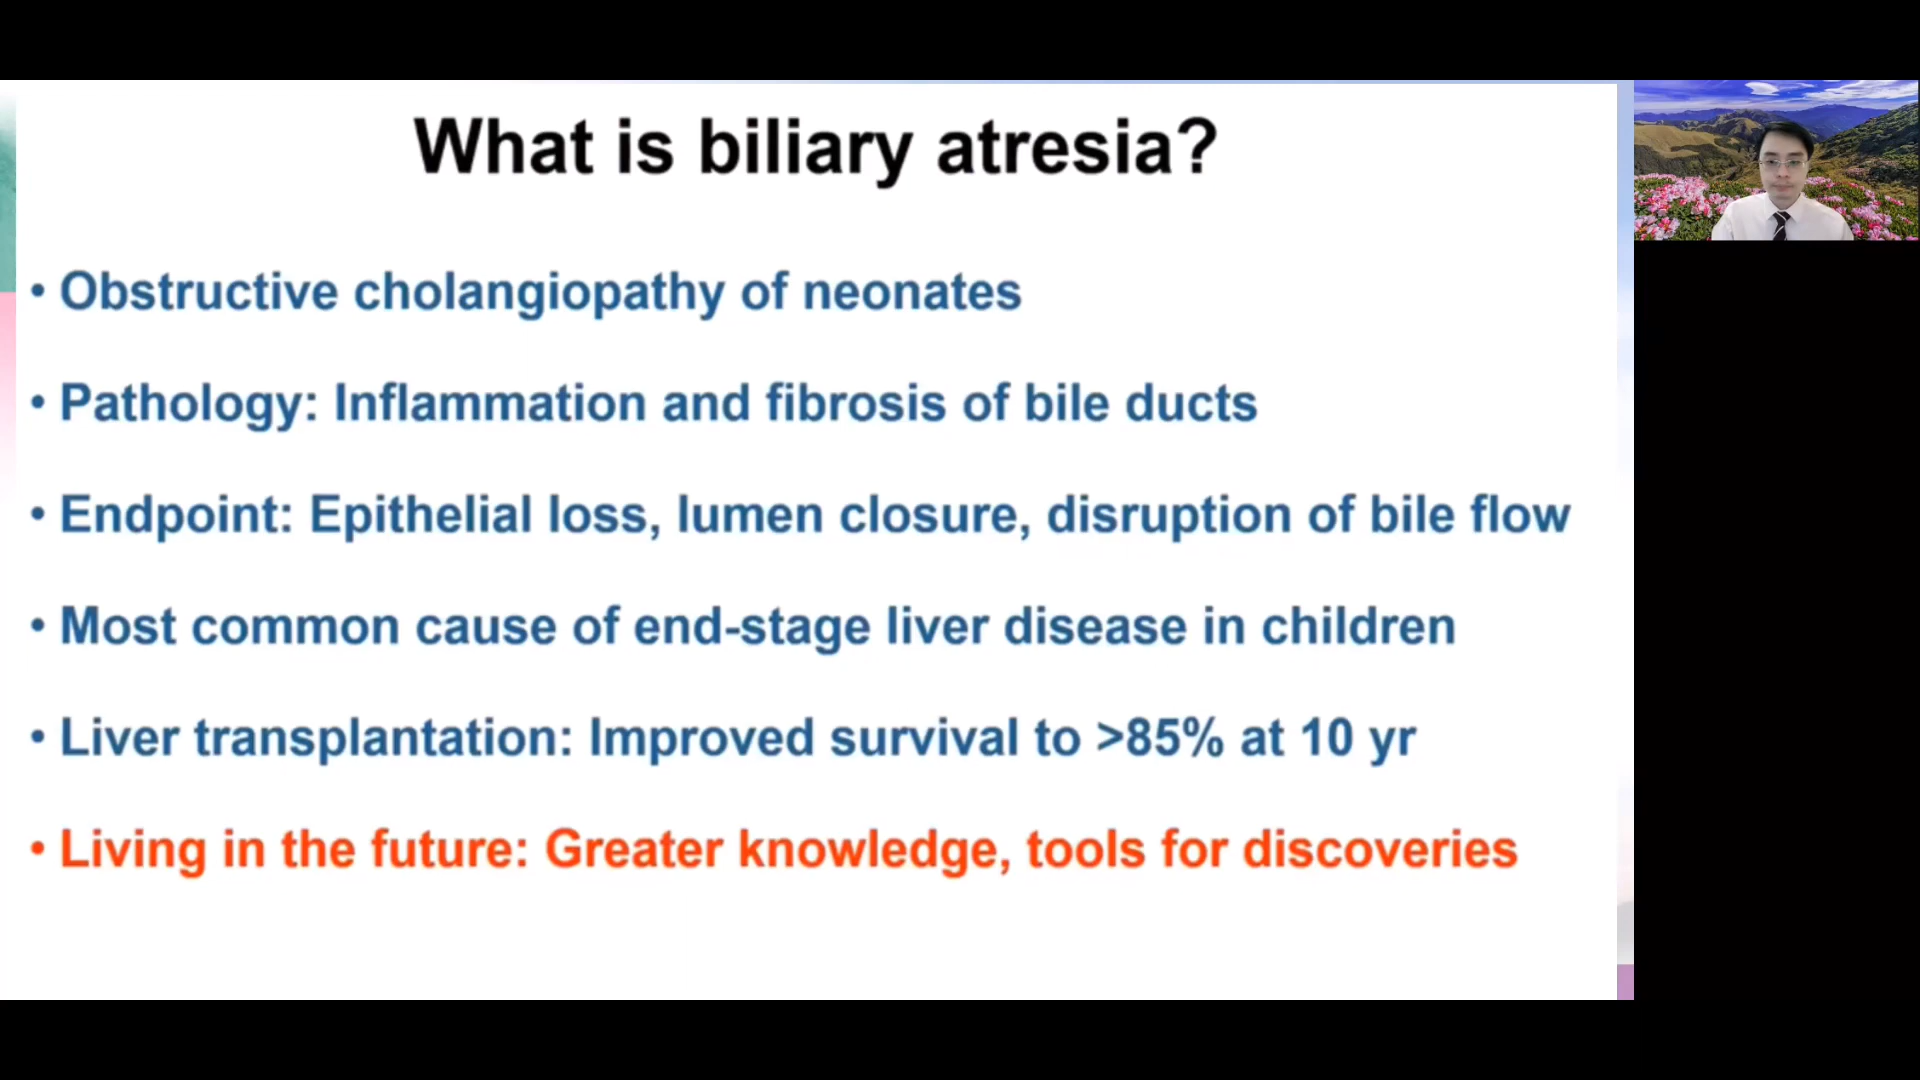 What is biliary atresia?
• Obstructive cholangiopathy of neonates
• Pathology: Inflammation and fibrosis of bile ducts
• Endpoint: Epithelial loss, lumen closure, disruption of bile flow
• Most common cause of end-stage liver disease in children
• Liver transplantation: Improved survival to >85% at 10 yr
• Living in the future: Greater knowledge, tools for discoveries